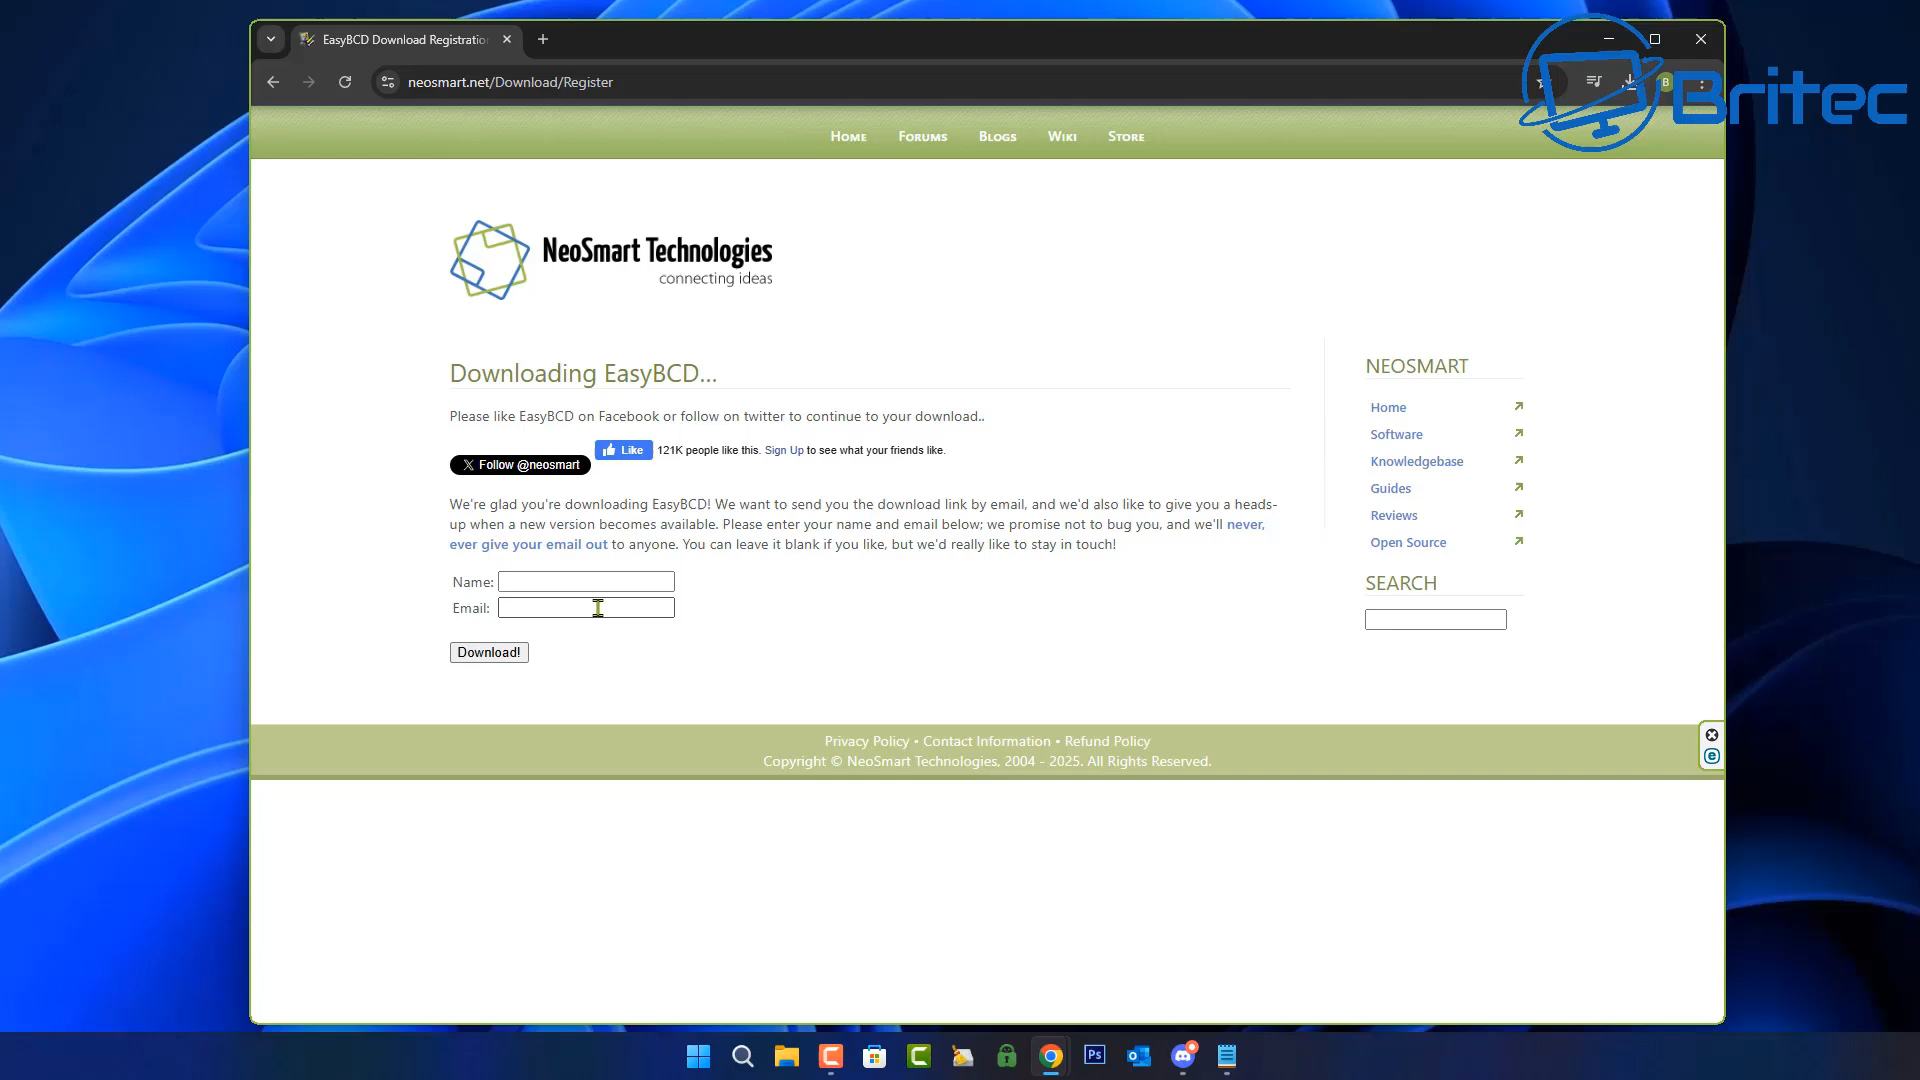 EasyBCD Download Registratio
neosmart.net/Download/Register
B
Britec
Home Forums Blogs Wiki Store
NeoSmart Technologies
connecting ideas
Downloading EasyBCD...
Please like EasyBCD on Facebook or follow on twitter to continue to your download..
Follow @neosmart
Like 121K people like this. Sign Up to see what your friends like.
We're glad you're downloading EasyBCD! We want to send you the download link by email, and we'd also like to give you a heads-
up when a new version becomes available. Please enter your name and email below; we promise not to bug you, and we'll never,
ever give your email out to anyone. You can leave it blank if you like, but we'd really like to stay in touch!
Name:
Email:
Download!
NEOSMART
Home
Software
Knowledgebase
Guides
Reviews
Open Source
SEARCH
Privacy Policy • Contact Information • Refund Policy
Copyright © NeoSmart Technologies, 2004 - 2025. All Rights Reserved.
Ps